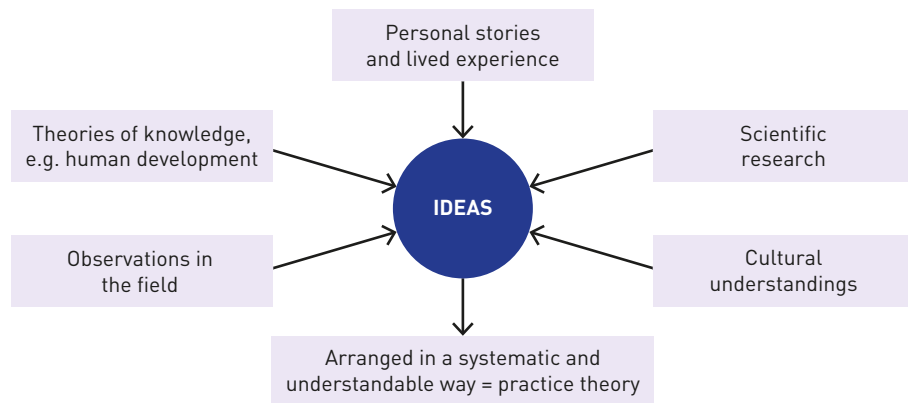 Personal stories
and lived experience
Theories of knowledge,
e.g. human development
Scientific
research
IDEAS
Observations in
the field
Cultural
understandings
Arranged in a systematic and
understandable way = practice theory